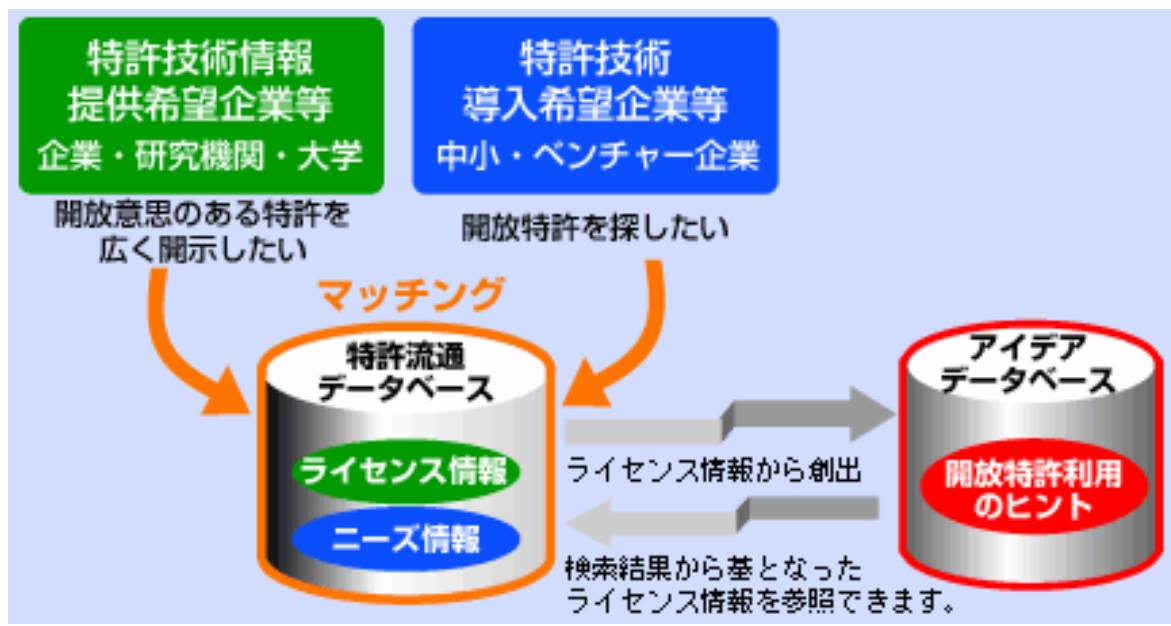 特許技術情報
提供希望企業等
企業・研究機関・大学
特許技術
導入希望企業等
中小・ベンチャー企業
開放意思のある特許を
広く開示したい
開放特許を探したい
マッチング
特許流通
データベース
ライセンス情報
ニーズ情報
ライセンス情報から創出
検索結果から基となった
ライセンス情報を参照できます。
アイデア
データベース
開放特許利用
のヒント